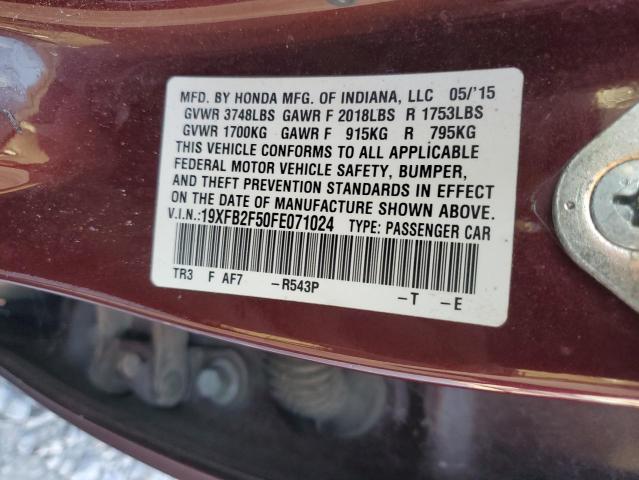 MFD. BY HONDA MFG. OF INDIANA, LLC 05/'15
GVWR 3748LBS GAWR F 2018LBS R 1753LBS
GVWR 1700KG GAWR F 915KG R 795KG
THIS VEHICLE CONFORMS TO ALL APPLICABLE
FEDERAL MOTOR VEHICLE SAFETY, BUMPER,
AND THEFT PREVENTION STANDARDS IN EFFECT
ON THE DATE OF MANUFACTURE SHOWN ABOVE.
V.I.N.:19XFB2F50FE071024 TYPE: PASSENGER CAR
TR3 F AF7 -R543P -T -E